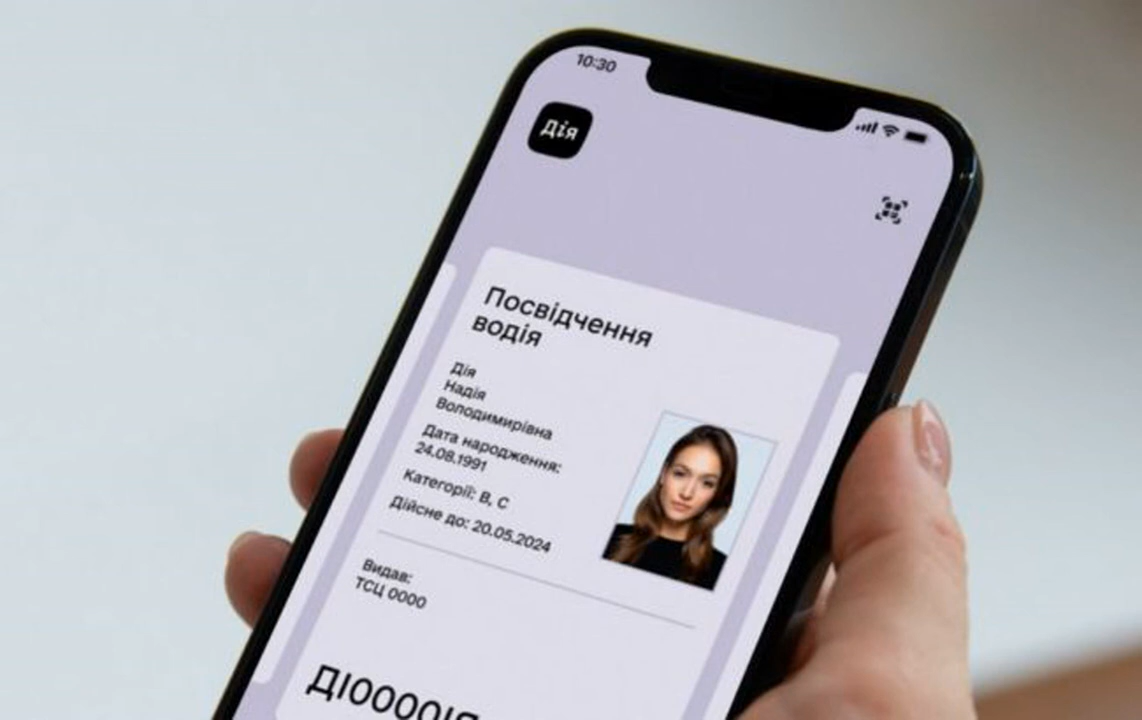 10:30
Дія
Посвідчення
водія
Дія
Надія
Володимирівна
Дата народження:
24.08.1991
Категорії: B, C
Дійсне до: 20.05.2024
Видав:
ТСЦ 0000
ДІ0000ІЯ